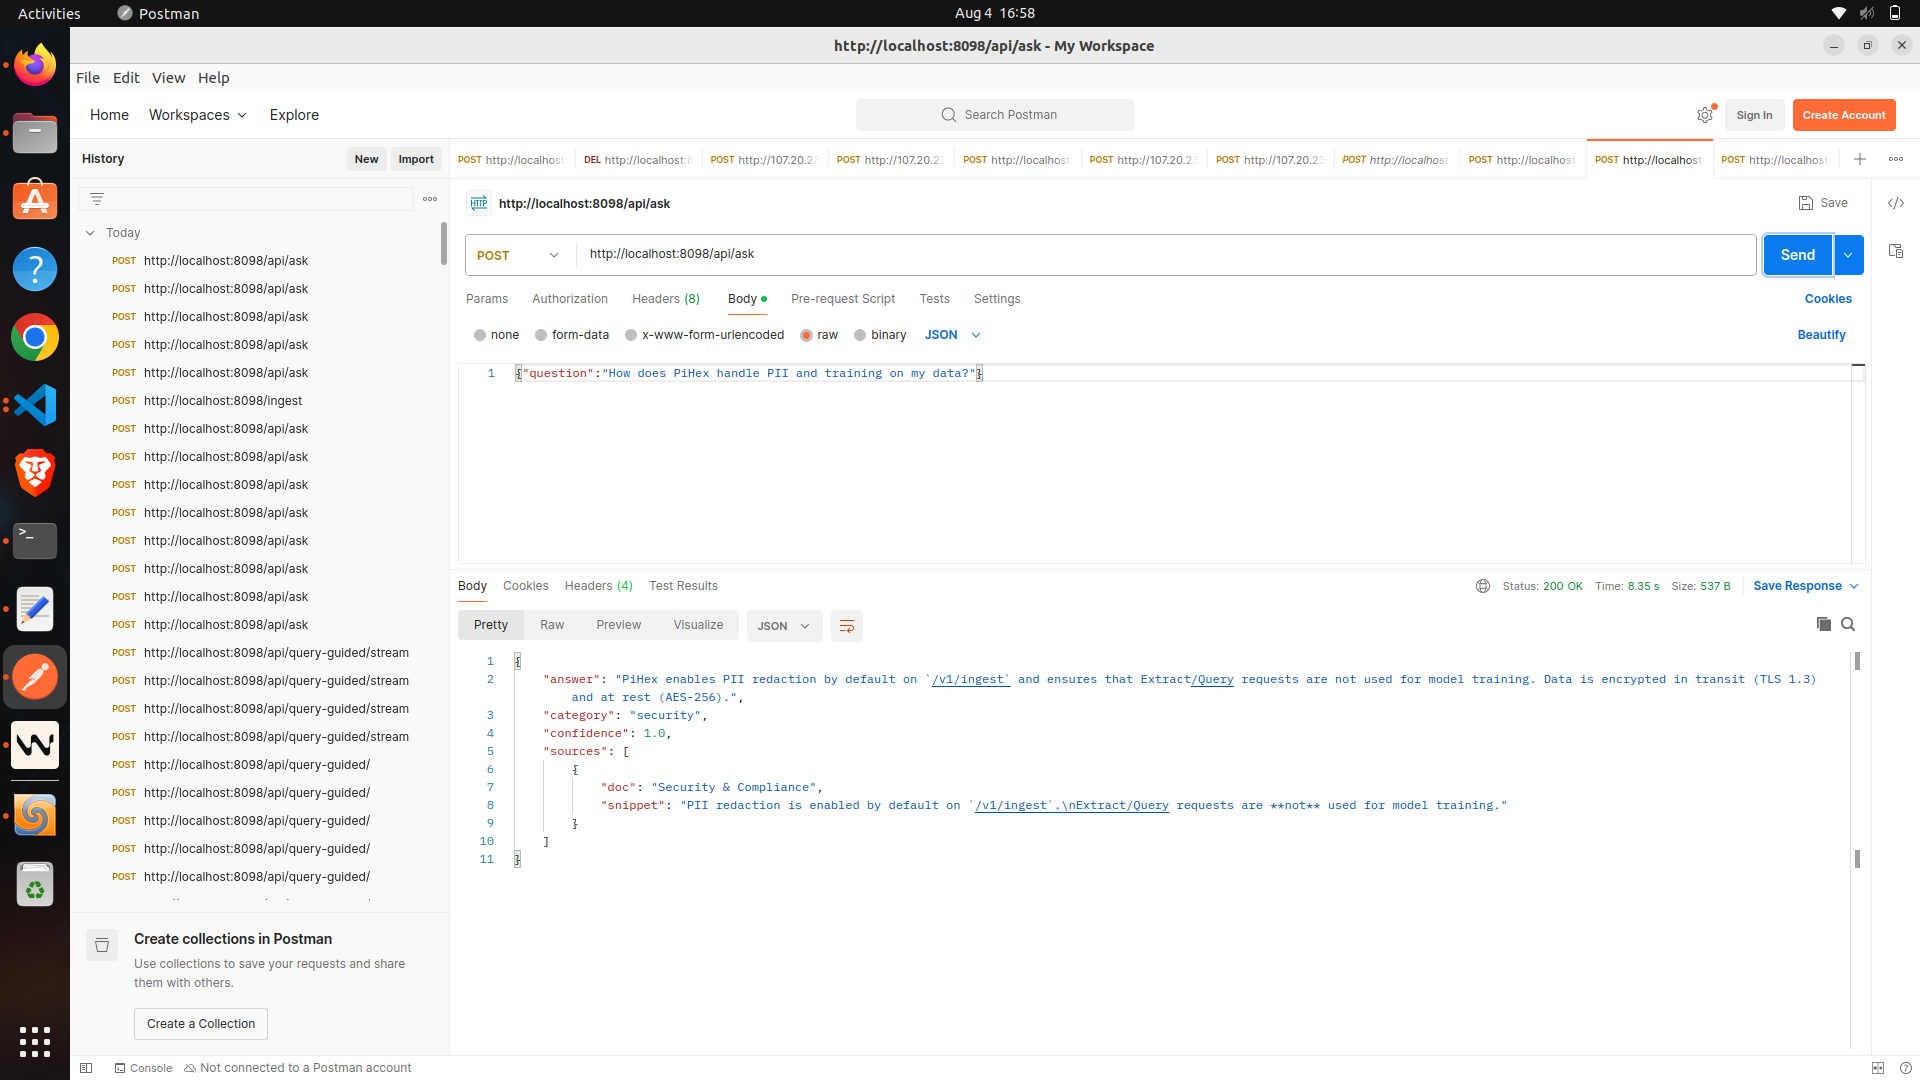 Activities
Postman
Aug 4 16:58
http://localhost:8098/api/ask - My Workspace
File Edit View Help
Home Workspaces Explore
Search Postman
Sign In
Create Account
History
New
Import
POST http://localhost
DEL http://localhost:8
POST http://107.20.23
POST http://107.20.23
POST http://localhost.
POST http://107.20.23
POST http://107.20.23
POST http://localhost.
POST http://localhost
POST http://localhost.
POST http://localhost
HTTP http://localhost:8098/api/ask
Save
Today
POST http://localhost:8098/api/ask
POST http://localhost:8098/api/ask
POST http://localhost:8098/api/ask
POST http://localhost:8098/api/ask
POST http://localhost:8098/api/ask
POST http://localhost:8098/ingest
POST http://localhost:8098/api/ask
POST http://localhost:8098/api/ask
POST http://localhost:8098/api/ask
POST http://localhost:8098/api/ask
POST http://localhost:8098/api/ask
POST http://localhost:8098/api/ask
POST http://localhost:8098/api/ask
POST http://localhost:8098/api/ask
POST http://localhost:8098/api/query-guided/stream
POST http://localhost:8098/api/query-guided/stream
POST http://localhost:8098/api/query-guided/stream
POST http://localhost:8098/api/query-guided/stream
POST http://localhost:8098/api/query-guided/
POST http://localhost:8098/api/query-guided/
POST http://localhost:8098/api/query-guided/
POST http://localhost:8098/api/query-guided/
POST http://localhost:8098/api/query-guided/
Create collections in Postman
Use collections to save your requests and share
them with others.
Create a Collection
POST http://localhost:8098/api/ask
Send
Params Authorization Headers (8) Body Pre-request Script Tests Settings
Cookies
none form-data x-www-form-urlencoded raw binary JSON
Beautify
1 {"question":"How does PiHex handle PII and training on my data?"}
Body Cookies Headers (4) Test Results
Status: 200 OK Time: 8.35 s Size: 537 B
Save Response
Pretty Raw Preview Visualize JSON
1 {
2 "answer": "PiHex enables PII redaction by default on `/v1/ingest` and ensures that Extract/Query requests are not used for model training. Data is encrypted in transit (TLS 1.3)
and at rest (AES-256).",
3 "category": "security",
4 "confidence": 1.0,
5 "sources": [
6 {
7 "doc": "Security & Compliance",
8 "snippet": "PII redaction is enabled by default on `/v1/ingest`.\nExtract/Query requests are **not** used for model training."
9 }
10 ]
11 }
Console
Not connected to a Postman account